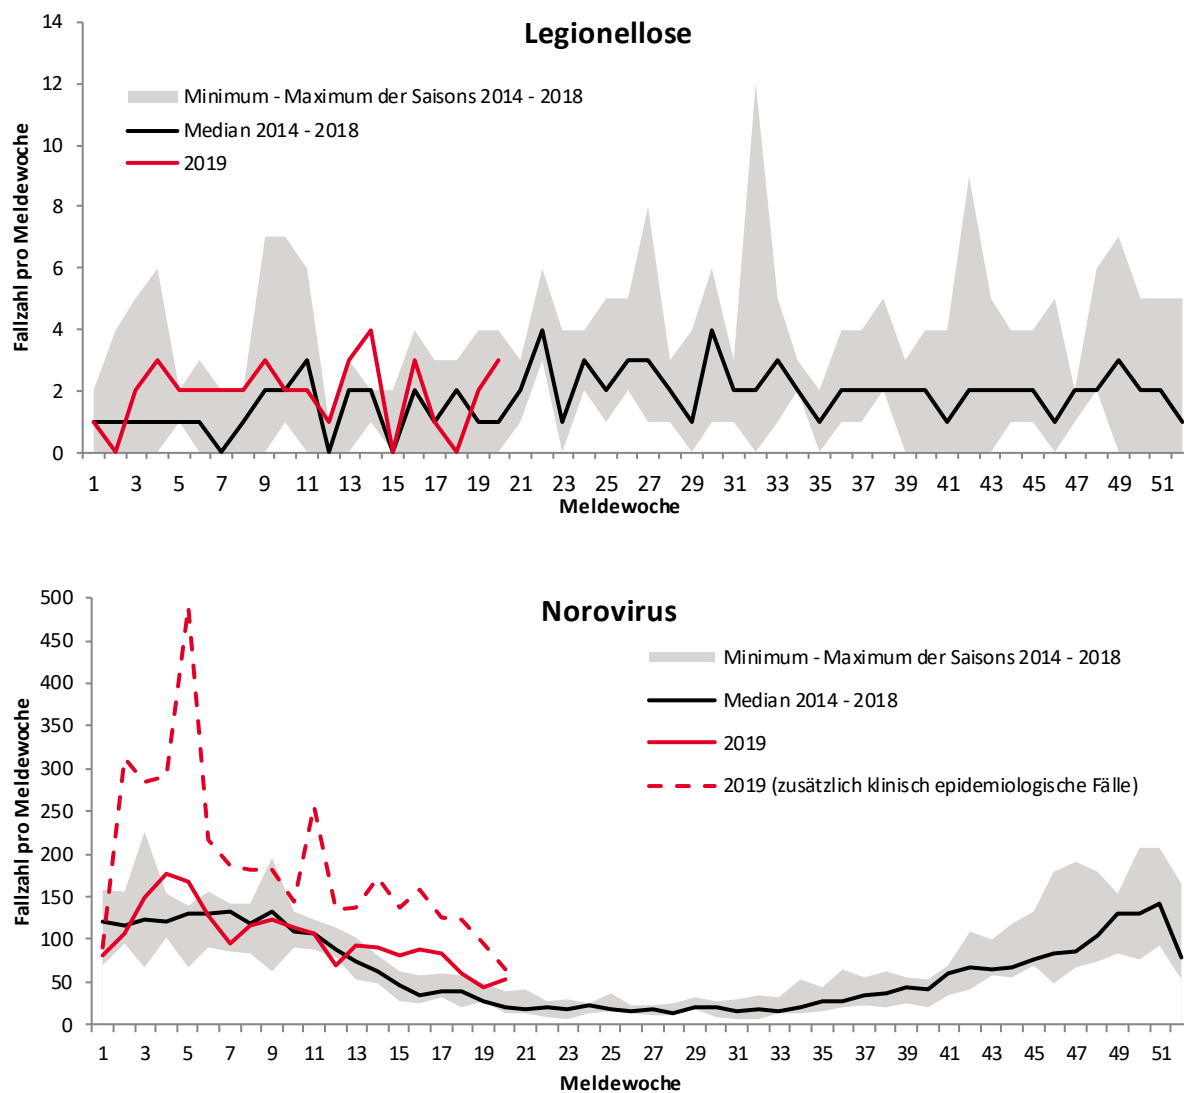 Legionellose
Fallzahl pro Meldewoche
14
12
10
8
6
4
2
0
Minimum - Maximum der Saisons 2014 - 2018
Median 2014 - 2018
2019
1 3 5 7 9 11 13 15 17 19 21 23 25 27 29 31 33 35 37 39 41 43 45 47 49 51
Meldewoche
Norovirus
Fallzahl pro Meldewoche
500
450
400
350
300
250
200
150
100
50
0
Minimum - Maximum der Saisons 2014 - 2018
Median 2014 - 2018
2019
2019 (zusätzlich klinisch epidemiologische Fälle)
1 3 5 7 9 11 13 15 17 19 21 23 25 27 29 31 33 35 37 39 41 43 45 47 49 51
Meldewoche